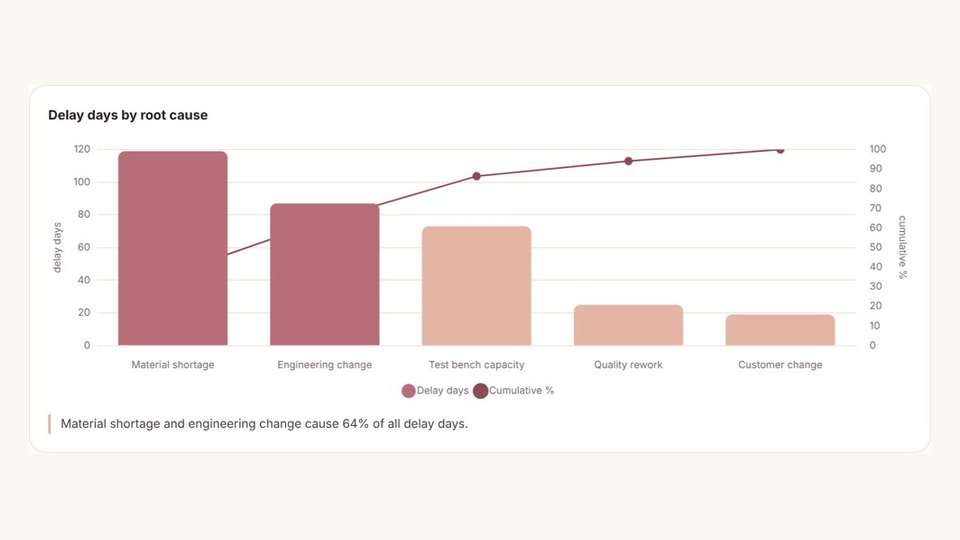 Delay days by root cause
120
100
80
60
40
20
0
delay days
100
90
80
70
60
50
40
30
20
10
0
cumulative %
Material shortage
Engineering change
Test bench capacity
Quality rework
Customer change
Delay days
Cumulative %
Material shortage and engineering change cause 64% of all delay days.